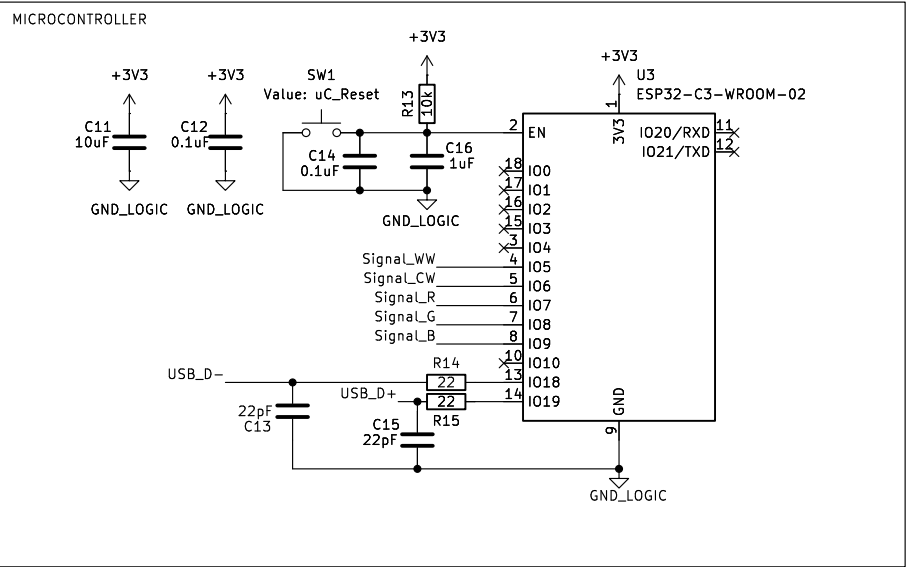 MICROCONTROLLER
+3V3
+3V3
+3V3
+3V3
SW1
Value: uC_Reset
R13
10k
U3
ESP32-C3-WROOM-02
C11
10uF
C12
0.1uF
C14
0.1uF
C16
1uF
GND_LOGIC
GND_LOGIC
GND_LOGIC
1
3V3
2 EN
IO20/RXD 11
IO21/TXD 12
18 IO0
17 IO1
16 IO2
15 IO3
3 IO4
Signal_WW 4 IO5
Signal_CW 5 IO6
Signal_R 6 IO7
Signal_G 7 IO8
Signal_B 8 IO9
10 IO10
USB_D- R14 22 13 IO18
USB_D+ 22 14 IO19
R15
22pF
C13
C15
22pF
GND
9
GND_LOGIC